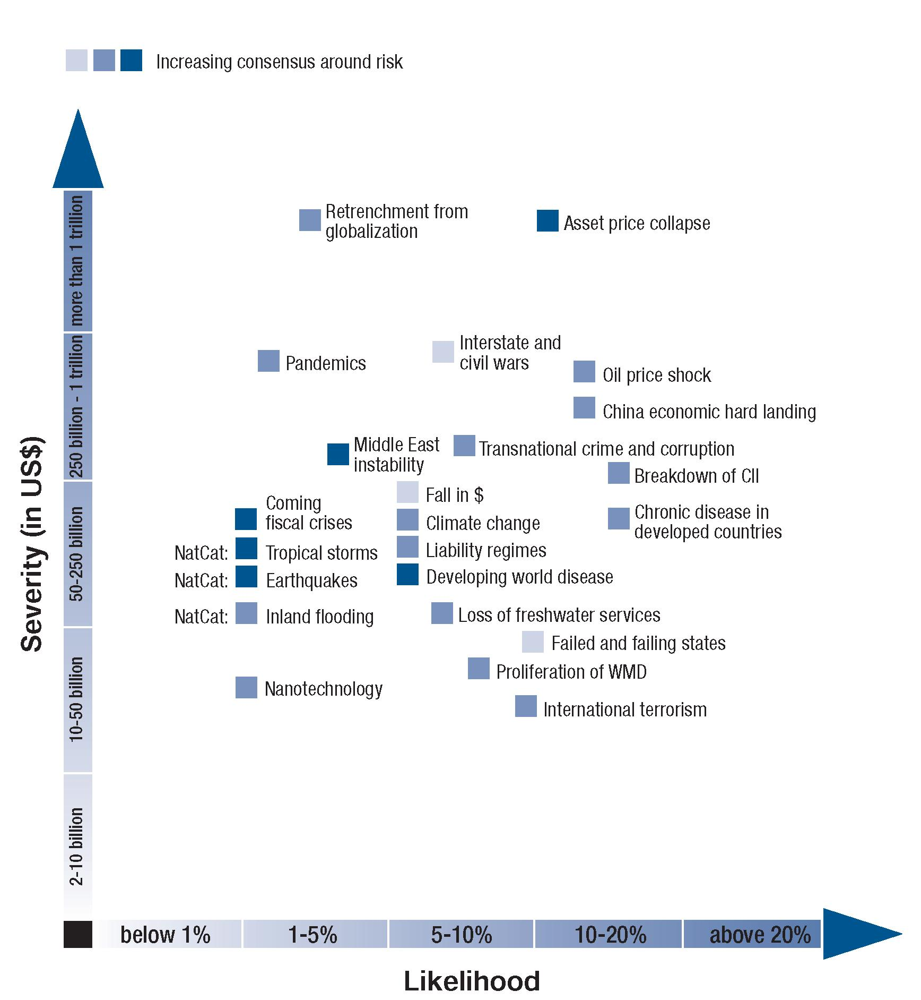 Increasing consensus around risk
Severity (in US$)
more than 1 trillion
250 billion - 1 trillion
50-250 billion
10-50 billion
2-10 billion
Retrenchment from
globalization
Asset price collapse
Interstate and
civil wars
Pandemics
Oil price shock
China economic hard landing
Middle East
instability
Transnational crime and corruption
Breakdown of CII
Fall in $
Coming
fiscal crises
Climate change
Chronic disease in
developed countries
NatCat: Tropical storms
Liability regimes
NatCat: Earthquakes
Developing world disease
NatCat: Inland flooding
Loss of freshwater services
Failed and failing states
Proliferation of WMD
Nanotechnology
International terrorism
below 1%
1-5%
5-10%
10-20%
above 20%
Likelihood